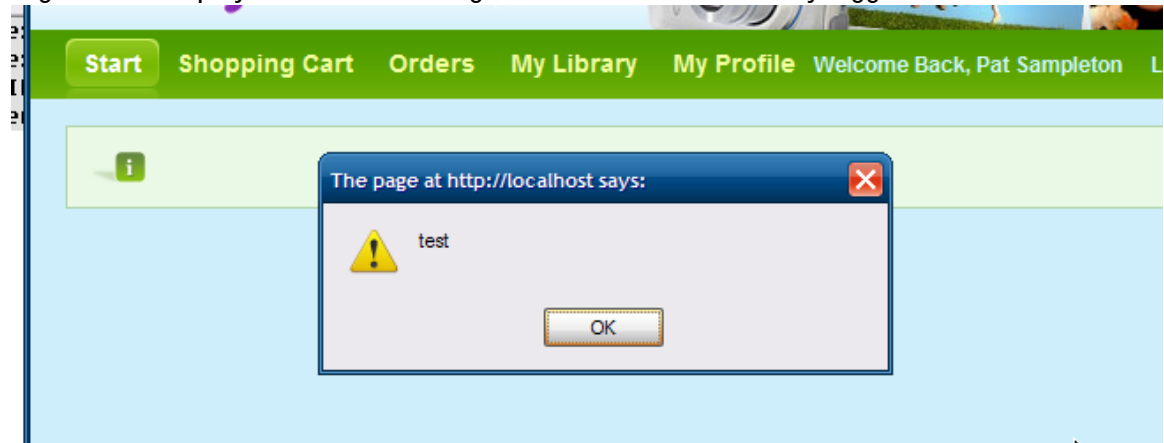 Start Shopping Cart Orders My Library My Profile Welcome Back, Pat Sampleton L
i
The page at http://localhost says:
test
OK